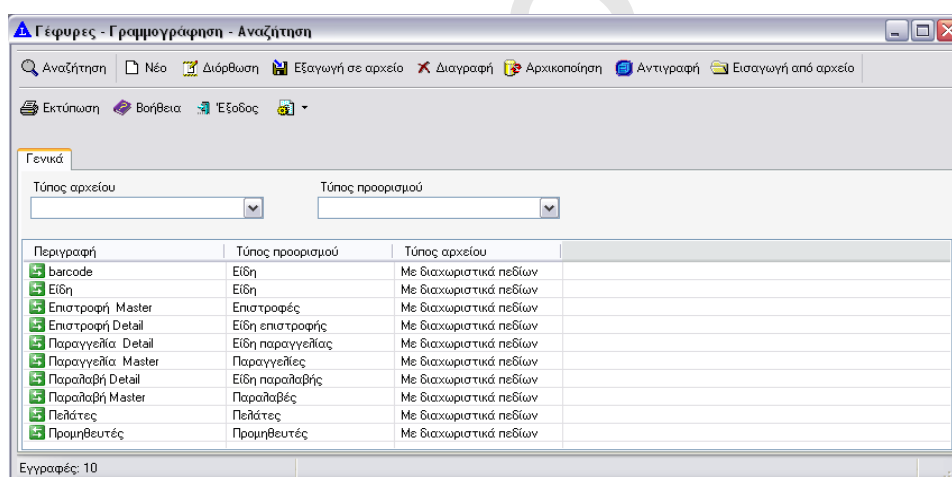 Γέφυρες - Γραμμογράφηση - Αναζήτηση
Αναζήτηση Νέο Διόρθωση Εξαγωγή σε αρχείο Διαγραφή Αρχικοποίηση Αντιγραφή Εισαγωγή από αρχείο
Εκτύπωση Βοήθεια Έξοδος
Γενικά
Τύπος αρχείου Τύπος προορισμού
Περιγραφή Τύπος προορισμού Τύπος αρχείου
barcode Είδη Με διαχωριστικά πεδίων
Είδη Είδη Με διαχωριστικά πεδίων
Επιστροφή Master Επιστροφές Με διαχωριστικά πεδίων
Επιστροφή Detail Είδη επιστροφής Με διαχωριστικά πεδίων
Παραγγελία Detail Είδη παραγγελίας Με διαχωριστικά πεδίων
Παραγγελία Master Παραγγελίες Με διαχωριστικά πεδίων
Παραλαβή Detail Είδη παραλαβής Με διαχωριστικά πεδίων
Παραλαβή Master Παραλαβές Με διαχωριστικά πεδίων
Πελάτες Πελάτες Με διαχωριστικά πεδίων
Προμηθευτές Προμηθευτές Με διαχωριστικά πεδίων
Εγγραφές: 10